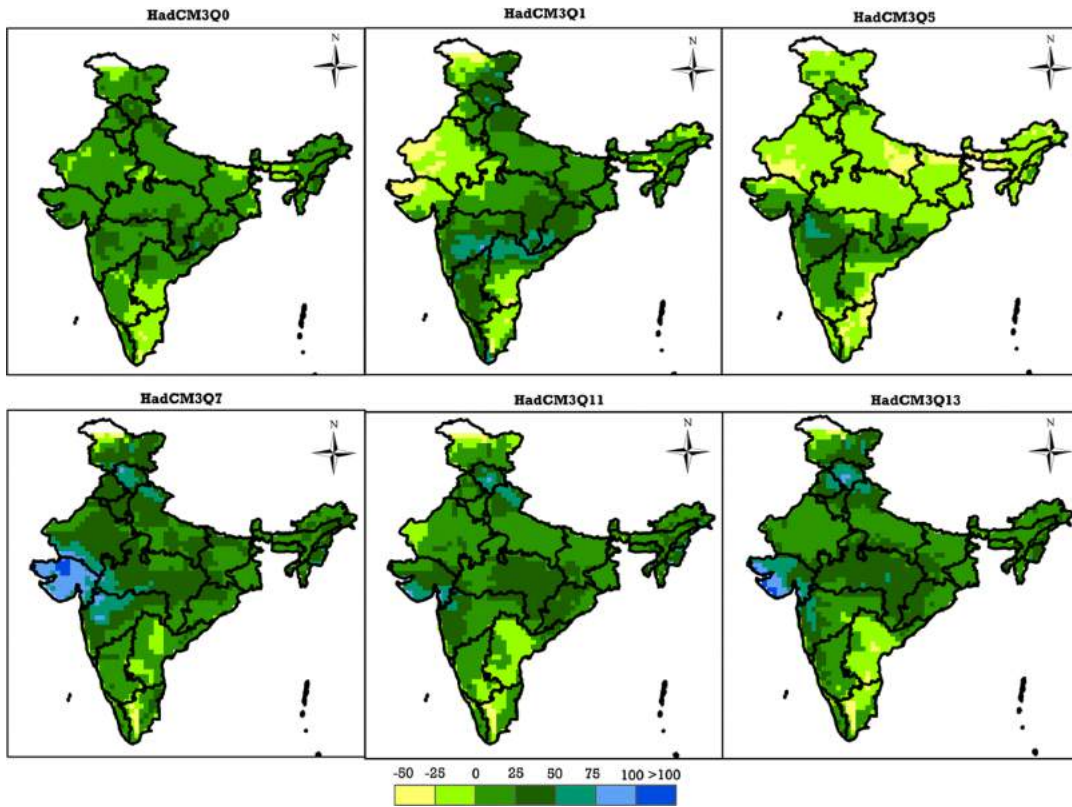 HadCM3Q0 HadCM3Q1 HadCM3Q5
N N N
HadCM3Q7 HadCM3Q11 HadCM3Q13
N N N
-50 -25 0 25 50 75 100 >100